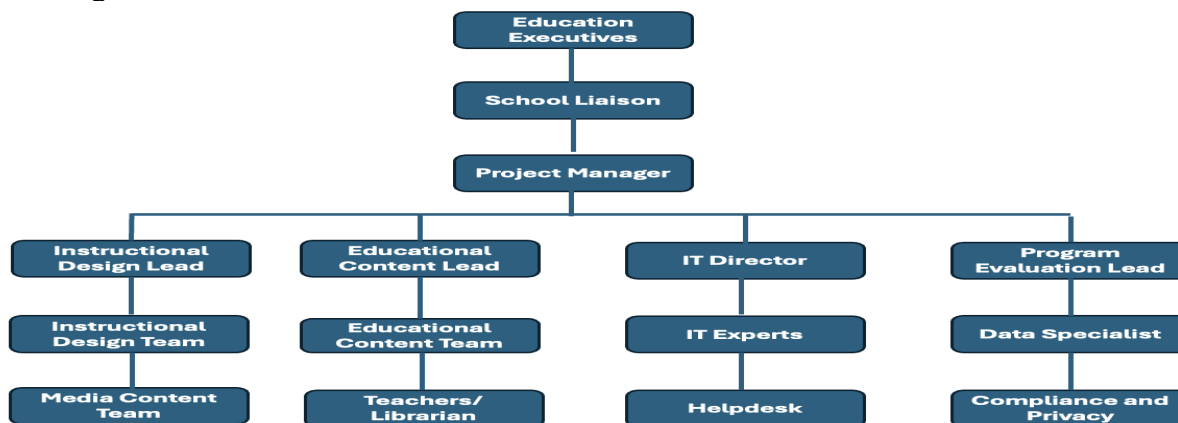 Education
Executives
School Liaison
Project Manager
Instructional
Design Lead
Educational
Content Lead
IT Director
Program
Evaluation Lead
Instructional
Design Team
Educational
Content Team
IT Experts
Data Specialist
Media Content
Team
Teachers/
Librarian
Helpdesk
Compliance and
Privacy